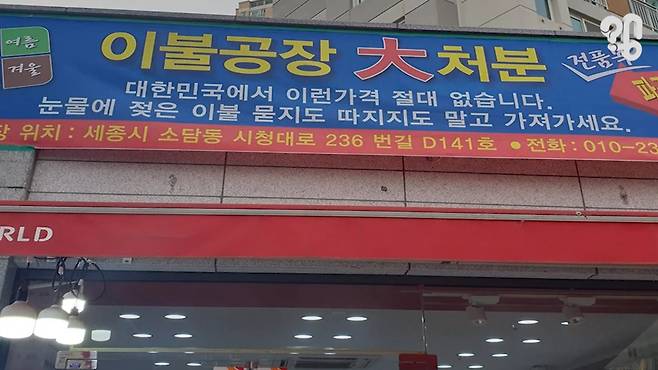 여름
겨울
이불공장 大 처분
전품목
대한민국에서 이런가격 절대 없습니다.
눈물에 젖은 이불 묻지도 따지지도 말고 가져가세요.
장 위치 : 세종시 소담동 시청대로 236 번길 D141호 ● 전화 : 010-23
RLD